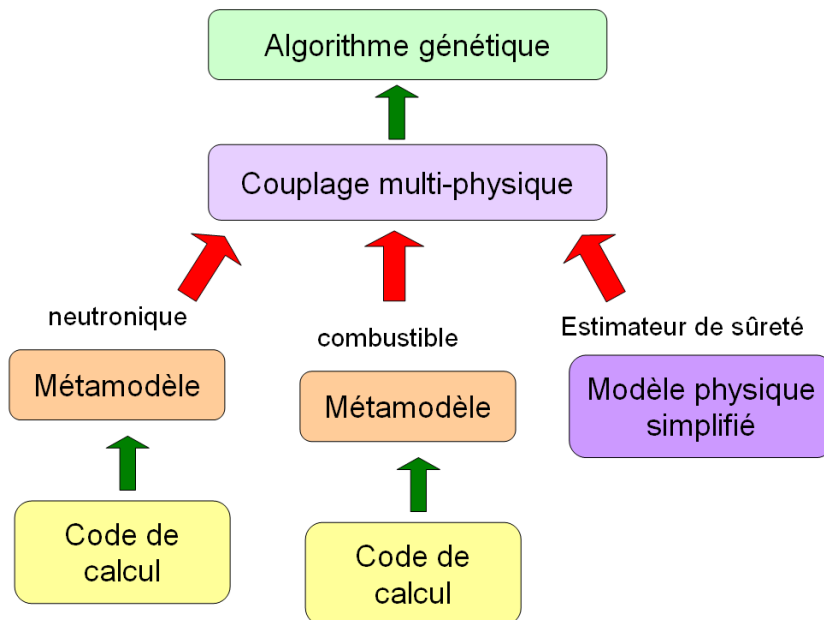 Algorithme génétique
Couplage multi-physique
neutronique
combustible
Estimateur de sûreté
Métamodèle
Métamodèle
Modèle physique
simplifié
Code de
calcul
Code de
calcul